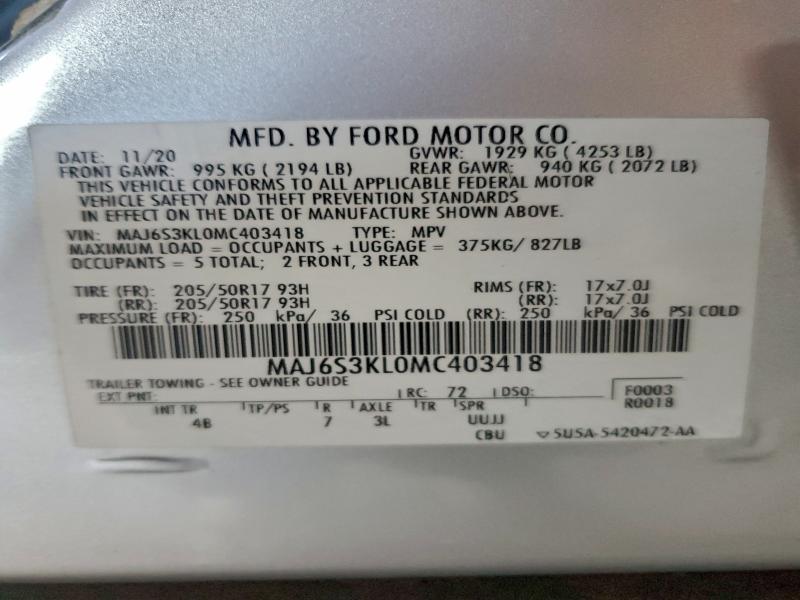 MFD. BY FORD MOTOR CO.
DATE: 11/20 GVWR: 1929 KG ( 4253 LB)
FRONT GAWR: 995 KG ( 2194 LB) REAR GAWR: 940 KG ( 2072 LB)
THIS VEHICLE CONFORMS TO ALL APPLICABLE FEDERAL MOTOR
VEHICLE SAFETY AND THEFT PREVENTION STANDARDS
IN EFFECT ON THE DATE OF MANUFACTURE SHOWN ABOVE.
VIN: MAJ6S3KL0MC403418 TYPE: MPV
MAXIMUM LOAD = OCCUPANTS + LUGGAGE = 375KG/ 827LB
OCCUPANTS = 5 TOTAL; 2 FRONT, 3 REAR
TIRE (FR): 205/50R17 93H RIMS (FR): 17x7.0J
(RR): 205/50R17 93H (RR): 17x7.0J
PRESSURE (FR): 250 kPa/ 36 PSI COLD (RR): 250 kPa/ 36 PSI COLD
MAJ6S3KL0MC403418
TRAILER TOWING - SEE OWNER GUIDE
EXT PNT: RC: 72 DSO: F0003
R0018
INT TR TP/PS R AXLE TR SPR
4B 7 3L UUJJ
CBU 5U5A-5420472-AA